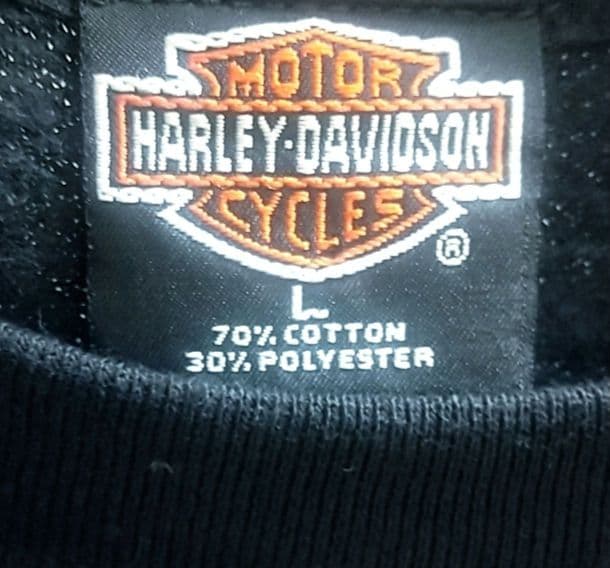 MOTOR
HARLEY-DAVIDSON
CYCLES
®
L
70% COTTON
30% POLYESTER